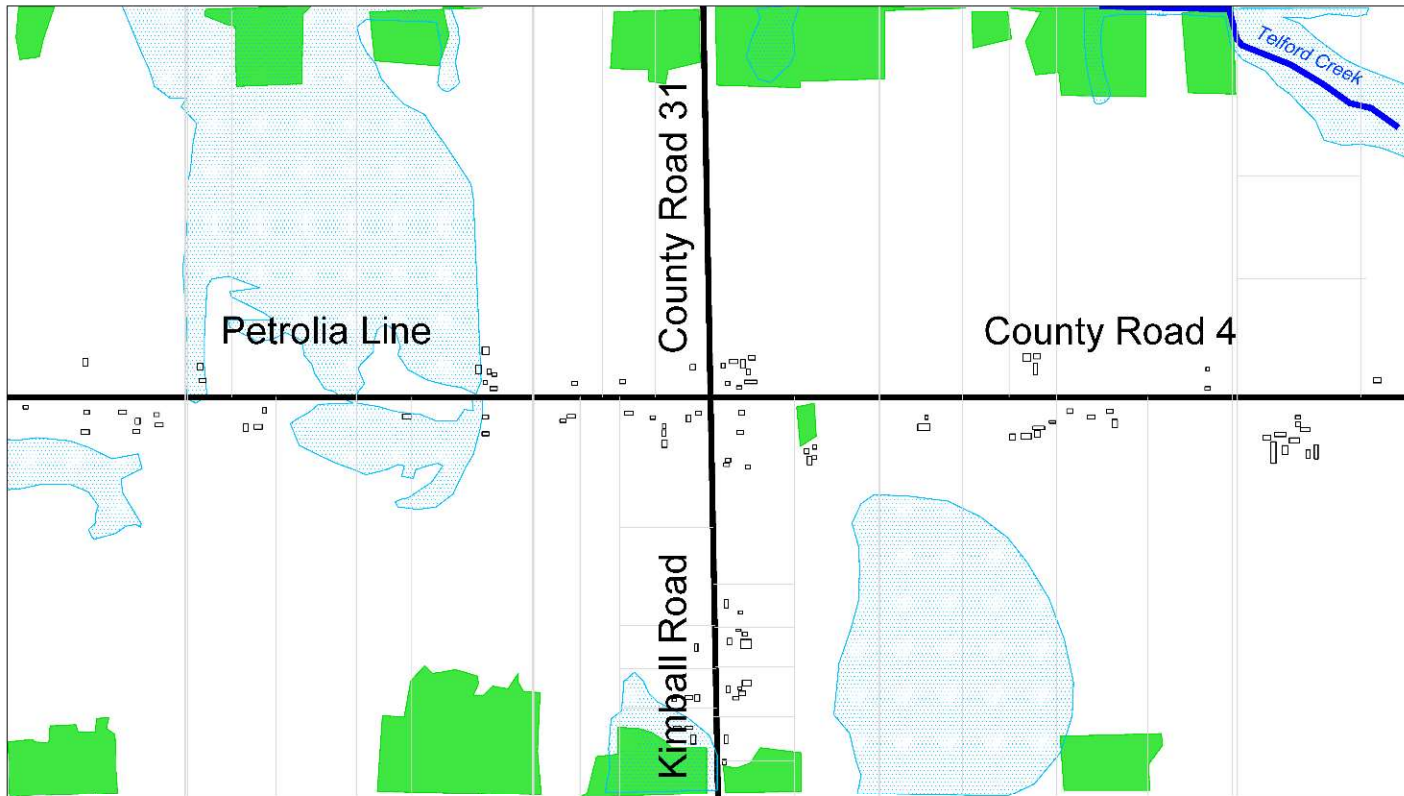 Telford Creek
County Road 31
Petrolia Line
County Road 4
Kimball Road